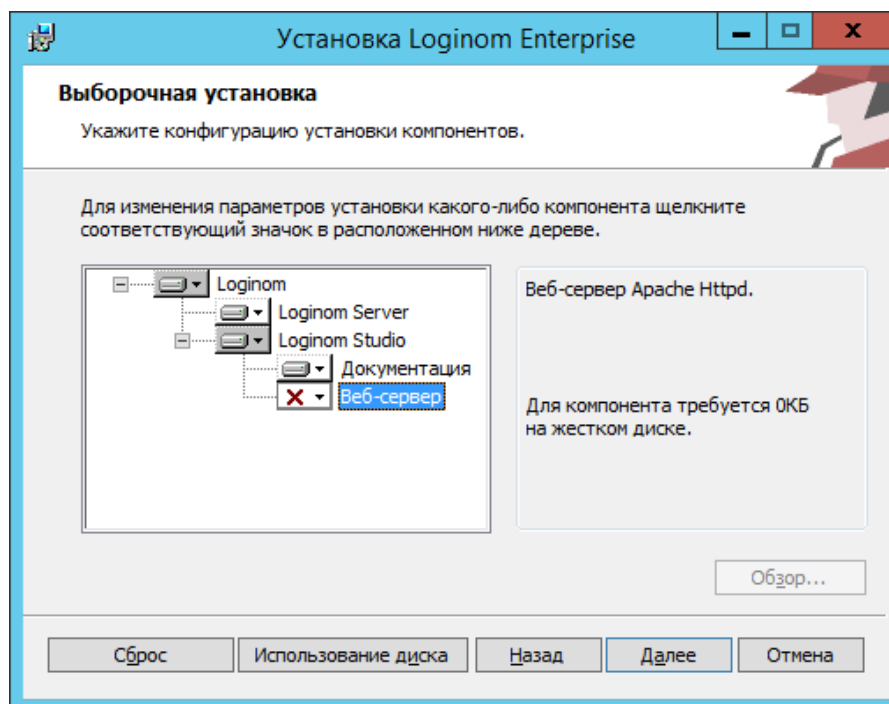 Установка Loginom Enterprise
Выборочная установка
Укажите конфигурацию установки компонентов.
Для изменения параметров установки какого-либо компонента щелкните
соответствующий значок в расположенном ниже дереве.
Loginom
Loginom Server
Loginom Studio
Документация
Веб-сервер
Веб-сервер Apache Httpd.
Для компонента требуется 0КБ
на жестком диске.
Обзор...
Сброс
Использование диска
Назад
Далее
Отмена